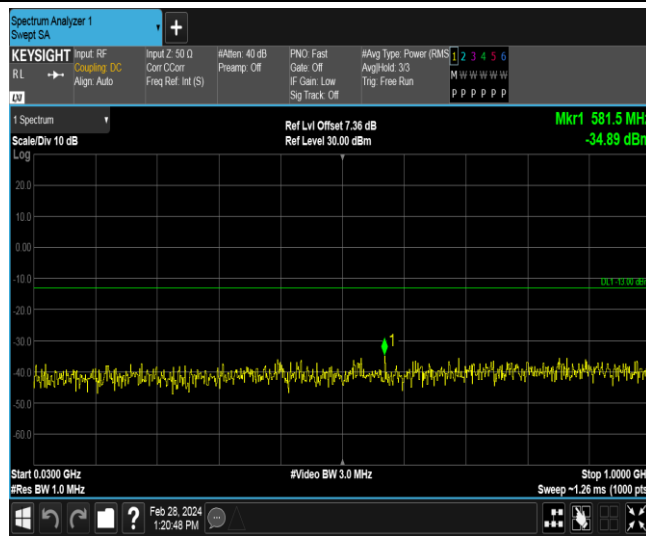 Spectrum Analyzer 1
Swept SA
+
KEYSIGHT Input: RF Input Z: 50 Ω #Atten: 40 dB PNO: Fast #Avg Type: Power (RMS 1 2 3 4 5 6
RL Coupling: DC Corr CCorr Preamp: Off Gate: Off Avg|Hold: 3/3 M W W W W W
Align: Auto Freq Ref: Int (S) IF Gain: Low Trig: Free Run
Sig Track: Off P P P P P P
LXI
1 Spectrum Ref Lvl Offset 7.36 dB Mkr1 581.5 MHz
Scale/Div 10 dB Ref Level 30.00 dBm -34.89 dBm
Log
20.0
10.0
0.00
-10.0
DL1 -13.00 dBm
-20.0
-30.0
1
-40.0
-50.0
-60.0
Start 0.0300 GHz #Video BW 3.0 MHz Stop 1.0000 GH
#Res BW 1.0 MHz Sweep ~1.26 ms (1000 pts
? Feb 28, 2024
1:20:48 PM